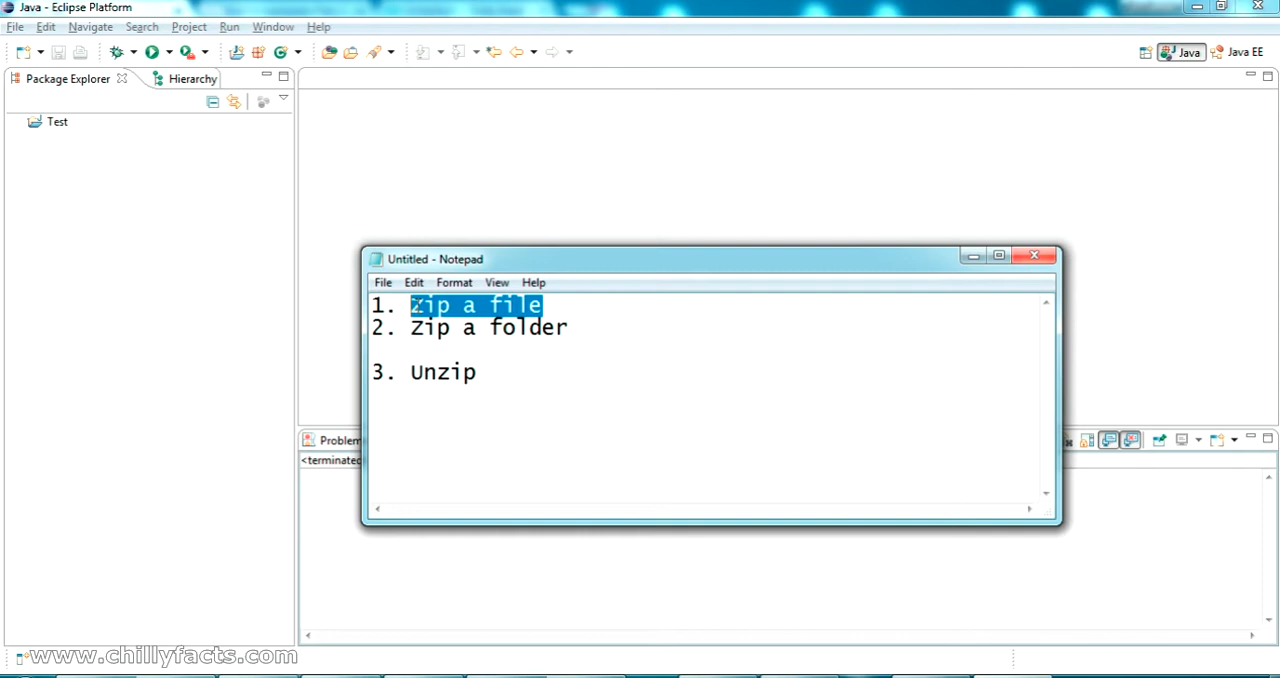 Java - Eclipse Platform
File Edit Navigate Search Project Run Window Help
Java Java EE
Package Explorer Hierarchy
Test
Untitled - Notepad
File Edit Format View Help
1. Zip a file
2. Zip a folder
3. Unzip
Problem
<terminated
www.chillyfacts.com